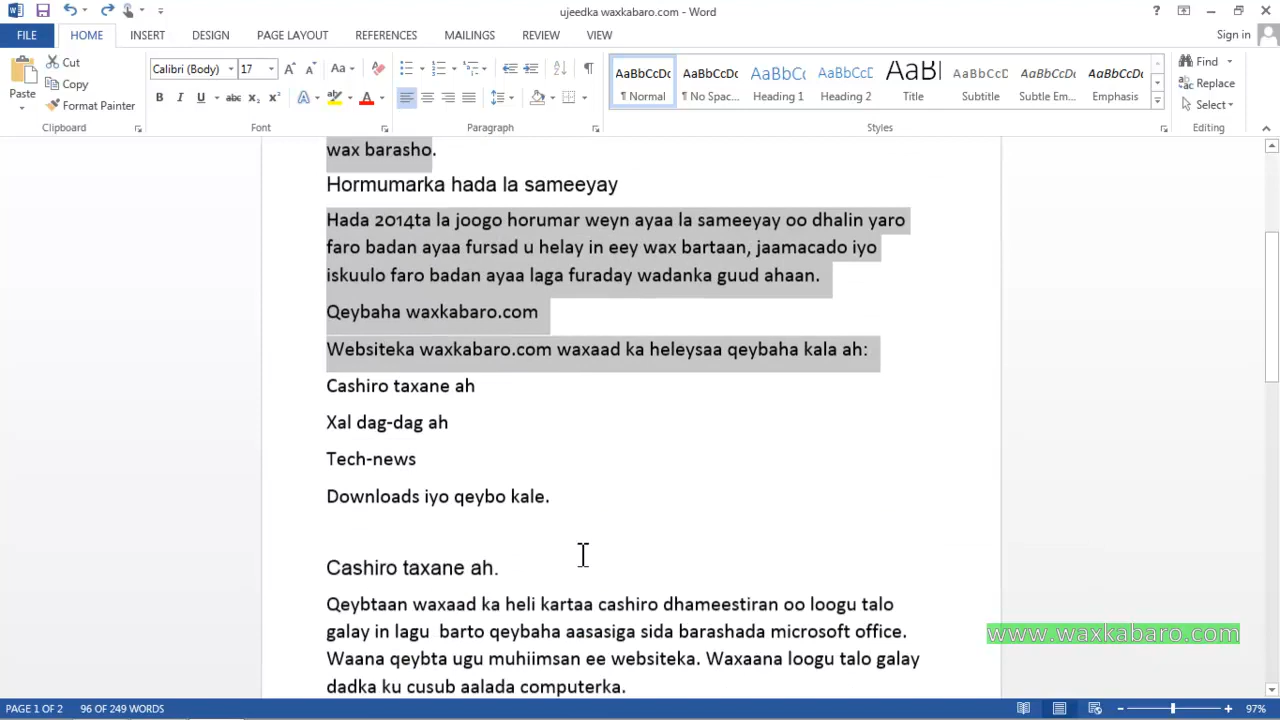 ujeedka waxkabaro.com - Word
FILE HOME INSERT DESIGN PAGE LAYOUT REFERENCES MAILINGS REVIEW VIEW Sign in
Paste Cut Copy Format Painter
Calibri (Body) 17
AaBbCcDc AaBbCcDc AaBbCc AaBbCcC AaBl AaBbCcC AaBbCcDc AaBbCcDc
¶ Normal ¶ No Spac... Heading 1 Heading 2 Title Subtitle Subtle Em... Emphasis
Find Replace Select
Clipboard Font Paragraph Styles Editing
wax barasho.
Hormumarka hada la sameeyay
Hada 2014ta la joogo horumar weyn ayaa la sameeyay oo dhalin yaro
faro badan ayaa fursad u helay in eey wax bartaan, jaamacado iyo
iskuulo faro badan ayaa laga furaday wadanka guud ahaan.
Qeybaha waxkabaro.com
Websiteka waxkabaro.com waxaad ka heleysaa qeybaha kala ah:
Cashiro taxane ah
Xal dag-dag ah
Tech-news
Downloads iyo qeybo kale.
Cashiro taxane ah.
Qeybtaan waxaad ka heli kartaa cashiro dhameestiran oo loogu talo
galay in lagu  barto qeybaha aasasiga sida barashada microsoft office.
Waana qeybta ugu muhiimsan ee websiteka. Waxaana loogu talo galay
dadka ku cusub aalada computerka.
www.waxkabaro.com
PAGE 1 OF 2 96 OF 249 WORDS 97%